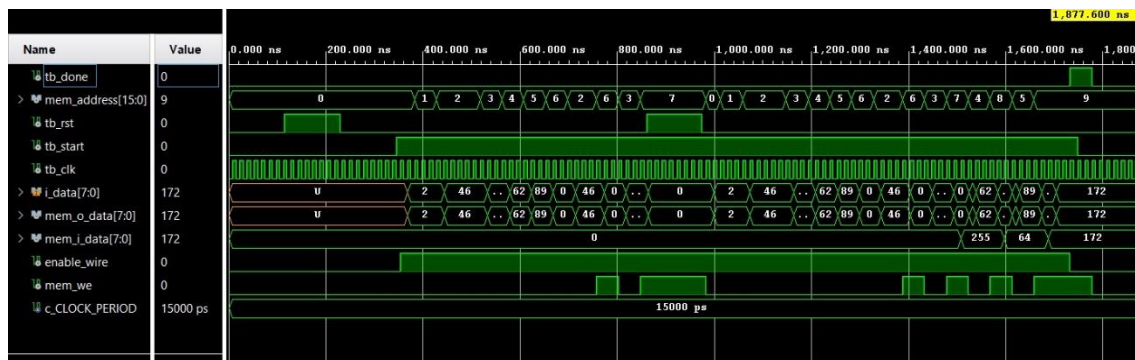 1,877.600 ns
Name Value 0.000 ns 200.000 ns 400.000 ns 600.000 ns 800.000 ns 1,000.000 ns 1,200.000 ns 1,400.000 ns 1,600.000 ns 1,800
tb_done 0
mem_address[15:0] 9 0 1 2 3 4 5 6 2 6 3 7 0 1 2 3 4 5 6 2 6 3 7 4 8 5 9
tb_rst 0
tb_start 0
tb_clk 0
i_data[7:0] 172 U 2 46 .. 62 89 0 46 0 .. 0 2 46 .. 62 89 0 46 0 .. 0 62 . 89 . 172
mem_o_data[7:0] 172 U 2 46 .. 62 89 0 46 0 .. 0 2 46 .. 62 89 0 46 0 .. 0 62 . 89 . 172
mem_i_data[7:0] 172 0 255 64 172
enable_wire 0
mem_we 0
c_CLOCK_PERIOD 15000 ps 15000 ps